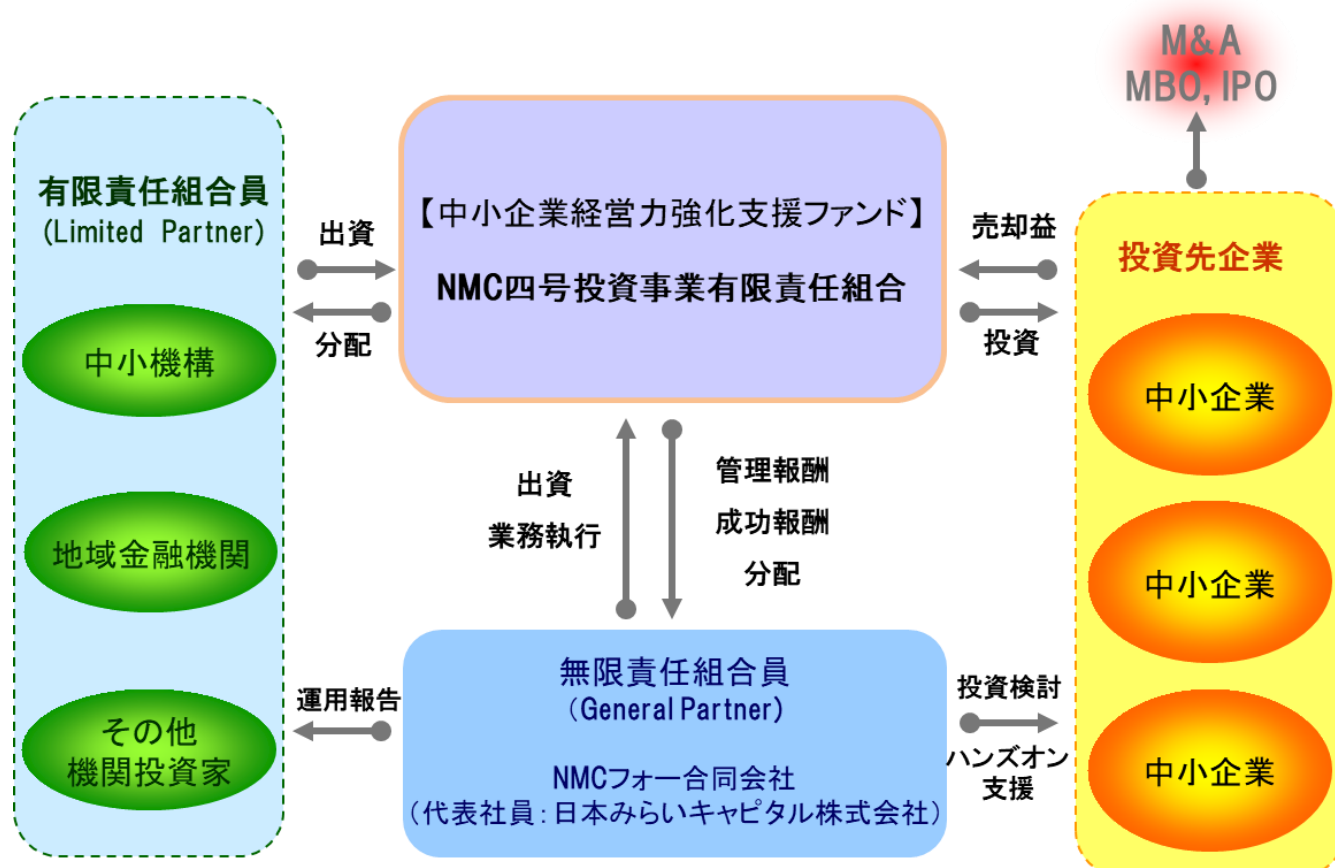 M&A
MBO, IPO
有限責任組合員
(Limited Partner)
中小機構
地域金融機関
その他
機関投資家
出資
分配
【中小企業経営力強化支援ファンド】
NMC四号投資事業有限責任組合
売却益
投資
投資先企業
中小企業
中小企業
中小企業
出資
業務執行
管理報酬
成功報酬
分配
運用報告
無限責任組合員
(General Partner)
NMCフォー合同会社
(代表社員:日本みらいキャピタル株式会社)
投資検討
ハンズオン
支援